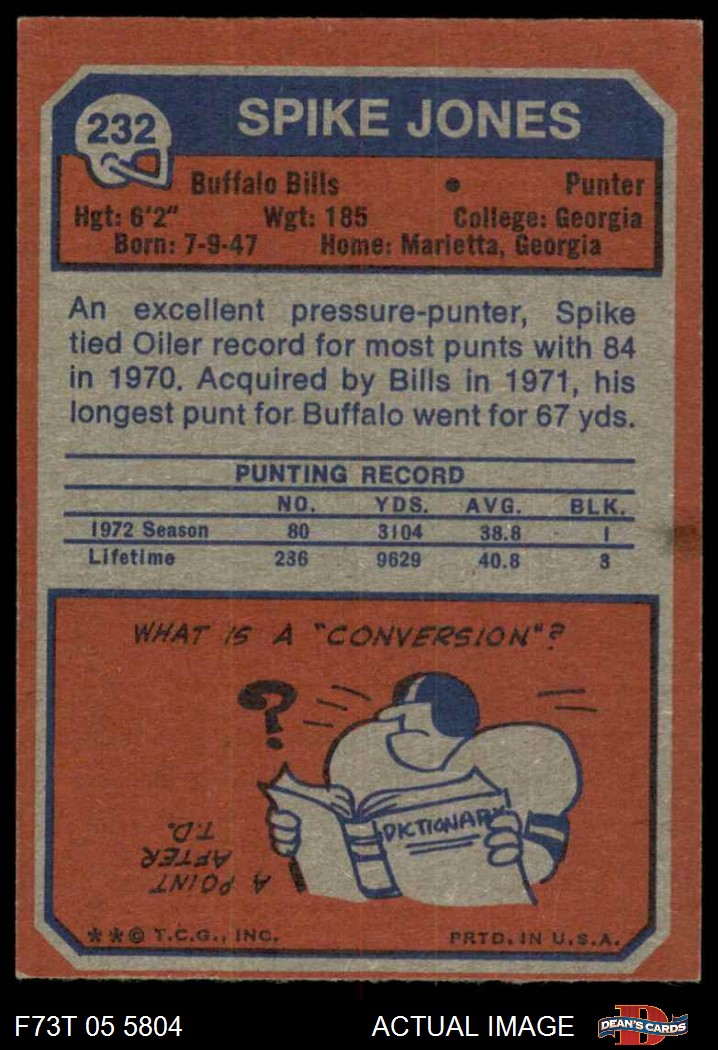 232
SPIKE JONES
Buffalo Bills • Punter
Hgt: 6'2" Wgt: 185 College: Georgia
Born: 7-9-47 Home: Marietta, Georgia
An excellent pressure-punter, Spike
tied Oiler record for most punts with 84
in 1970. Acquired by Bills in 1971, his
longest punt for Buffalo went for 67 yds.
PUNTING RECORD
NO. YDS. AVG. BLK.
1972 Season 80 3104 38.8 1
Lifetime 236 9629 40.8 3
WHAT IS A "CONVERSION"?
?
DICTIONARY
A POINT
AFTER
T.D.
**© T.C.G., INC. PRTD. IN U.S.A.
F73T 05 5804 ACTUAL IMAGE D DEAN'S CARDS